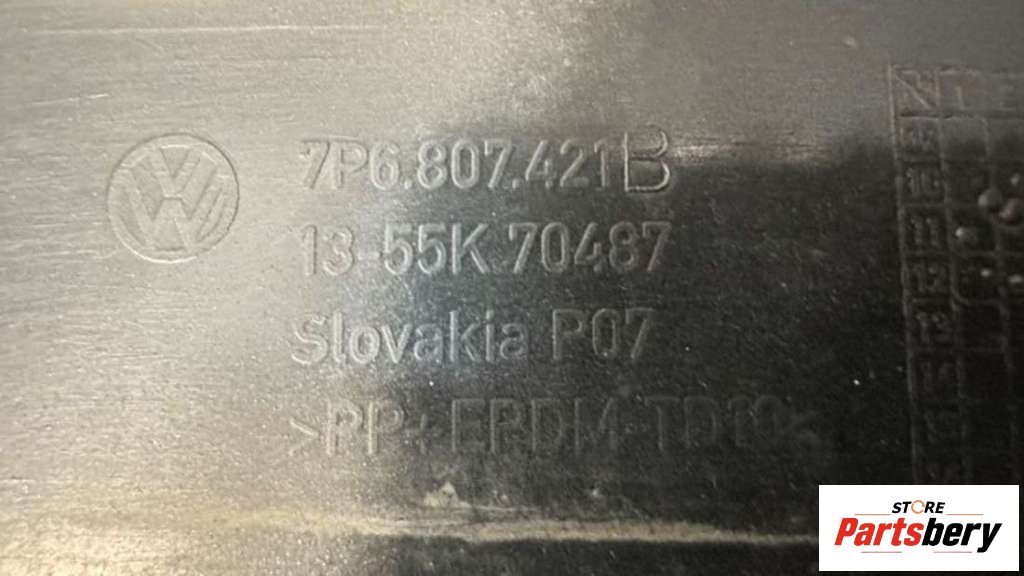 7P6.807.421B
13-55K.70487
Slovakia P07
>PP+EPDM-TD10<
STORE
Partsbery